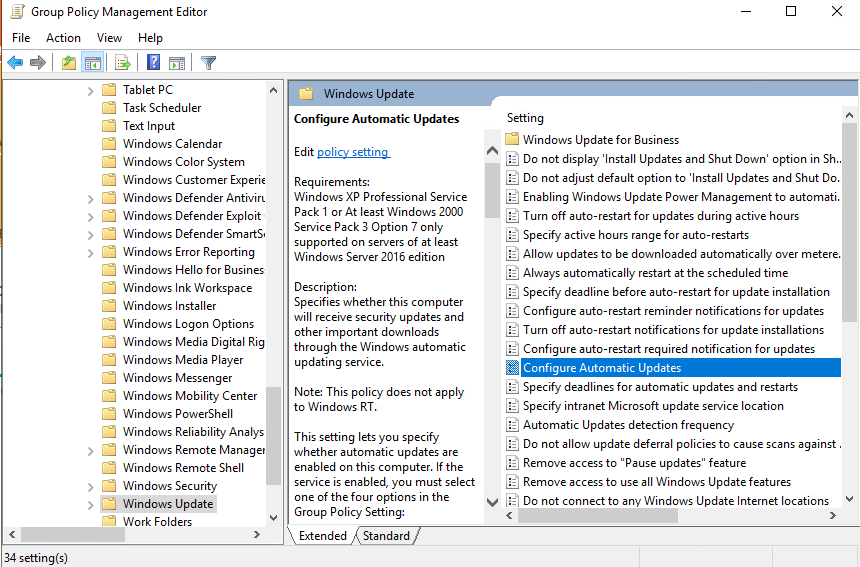 Group Policy Management Editor
File Action View Help
Tablet PC
Task Scheduler
Text Input
Windows Calendar
Windows Color System
Windows Customer Experie
Windows Defender Antiviru
Windows Defender Exploit
Windows Defender SmartS
Windows Error Reporting
Windows Hello for Busines
Windows Ink Workspace
Windows Installer
Windows Logon Options
Windows Media Digital Rig
Windows Media Player
Windows Messenger
Windows Mobility Center
Windows PowerShell
Windows Reliability Analys
Windows Remote Manager
Windows Remote Shell
Windows Security
Windows Update
Work Folders
Windows Update
Configure Automatic Updates
Edit policy setting
Requirements:
Windows XP Professional Service
Pack 1 or At least Windows 2000
Service Pack 3 Option 7 only
supported on servers of at least
Windows Server 2016 edition
Description:
Specifies whether this computer
will receive security updates and
other important downloads
through the Windows automatic
updating service.
Note: This policy does not apply
to Windows RT.
This setting lets you specify
whether automatic updates are
enabled on this computer. If the
service is enabled, you must select
one of the four options in the
Group Policy Setting:
Setting
Windows Update for Business
Do not display 'Install Updates and Shut Down' option in Sh...
Do not adjust default option to 'Install Updates and Shut Do...
Enabling Windows Update Power Management to automati...
Turn off auto-restart for updates during active hours
Specify active hours range for auto-restarts
Allow updates to be downloaded automatically over metere...
Always automatically restart at the scheduled time
Specify deadline before auto-restart for update installation
Configure auto-restart reminder notifications for updates
Turn off auto-restart notifications for update installations
Configure auto-restart required notification for updates
Configure Automatic Updates
Specify deadlines for automatic updates and restarts
Specify intranet Microsoft update service location
Automatic Updates detection frequency
Do not allow update deferral policies to cause scans against ...
Remove access to "Pause updates" feature
Remove access to use all Windows Update features
Do not connect to any Windows Update Internet locations
Extended Standard
34 setting(s)